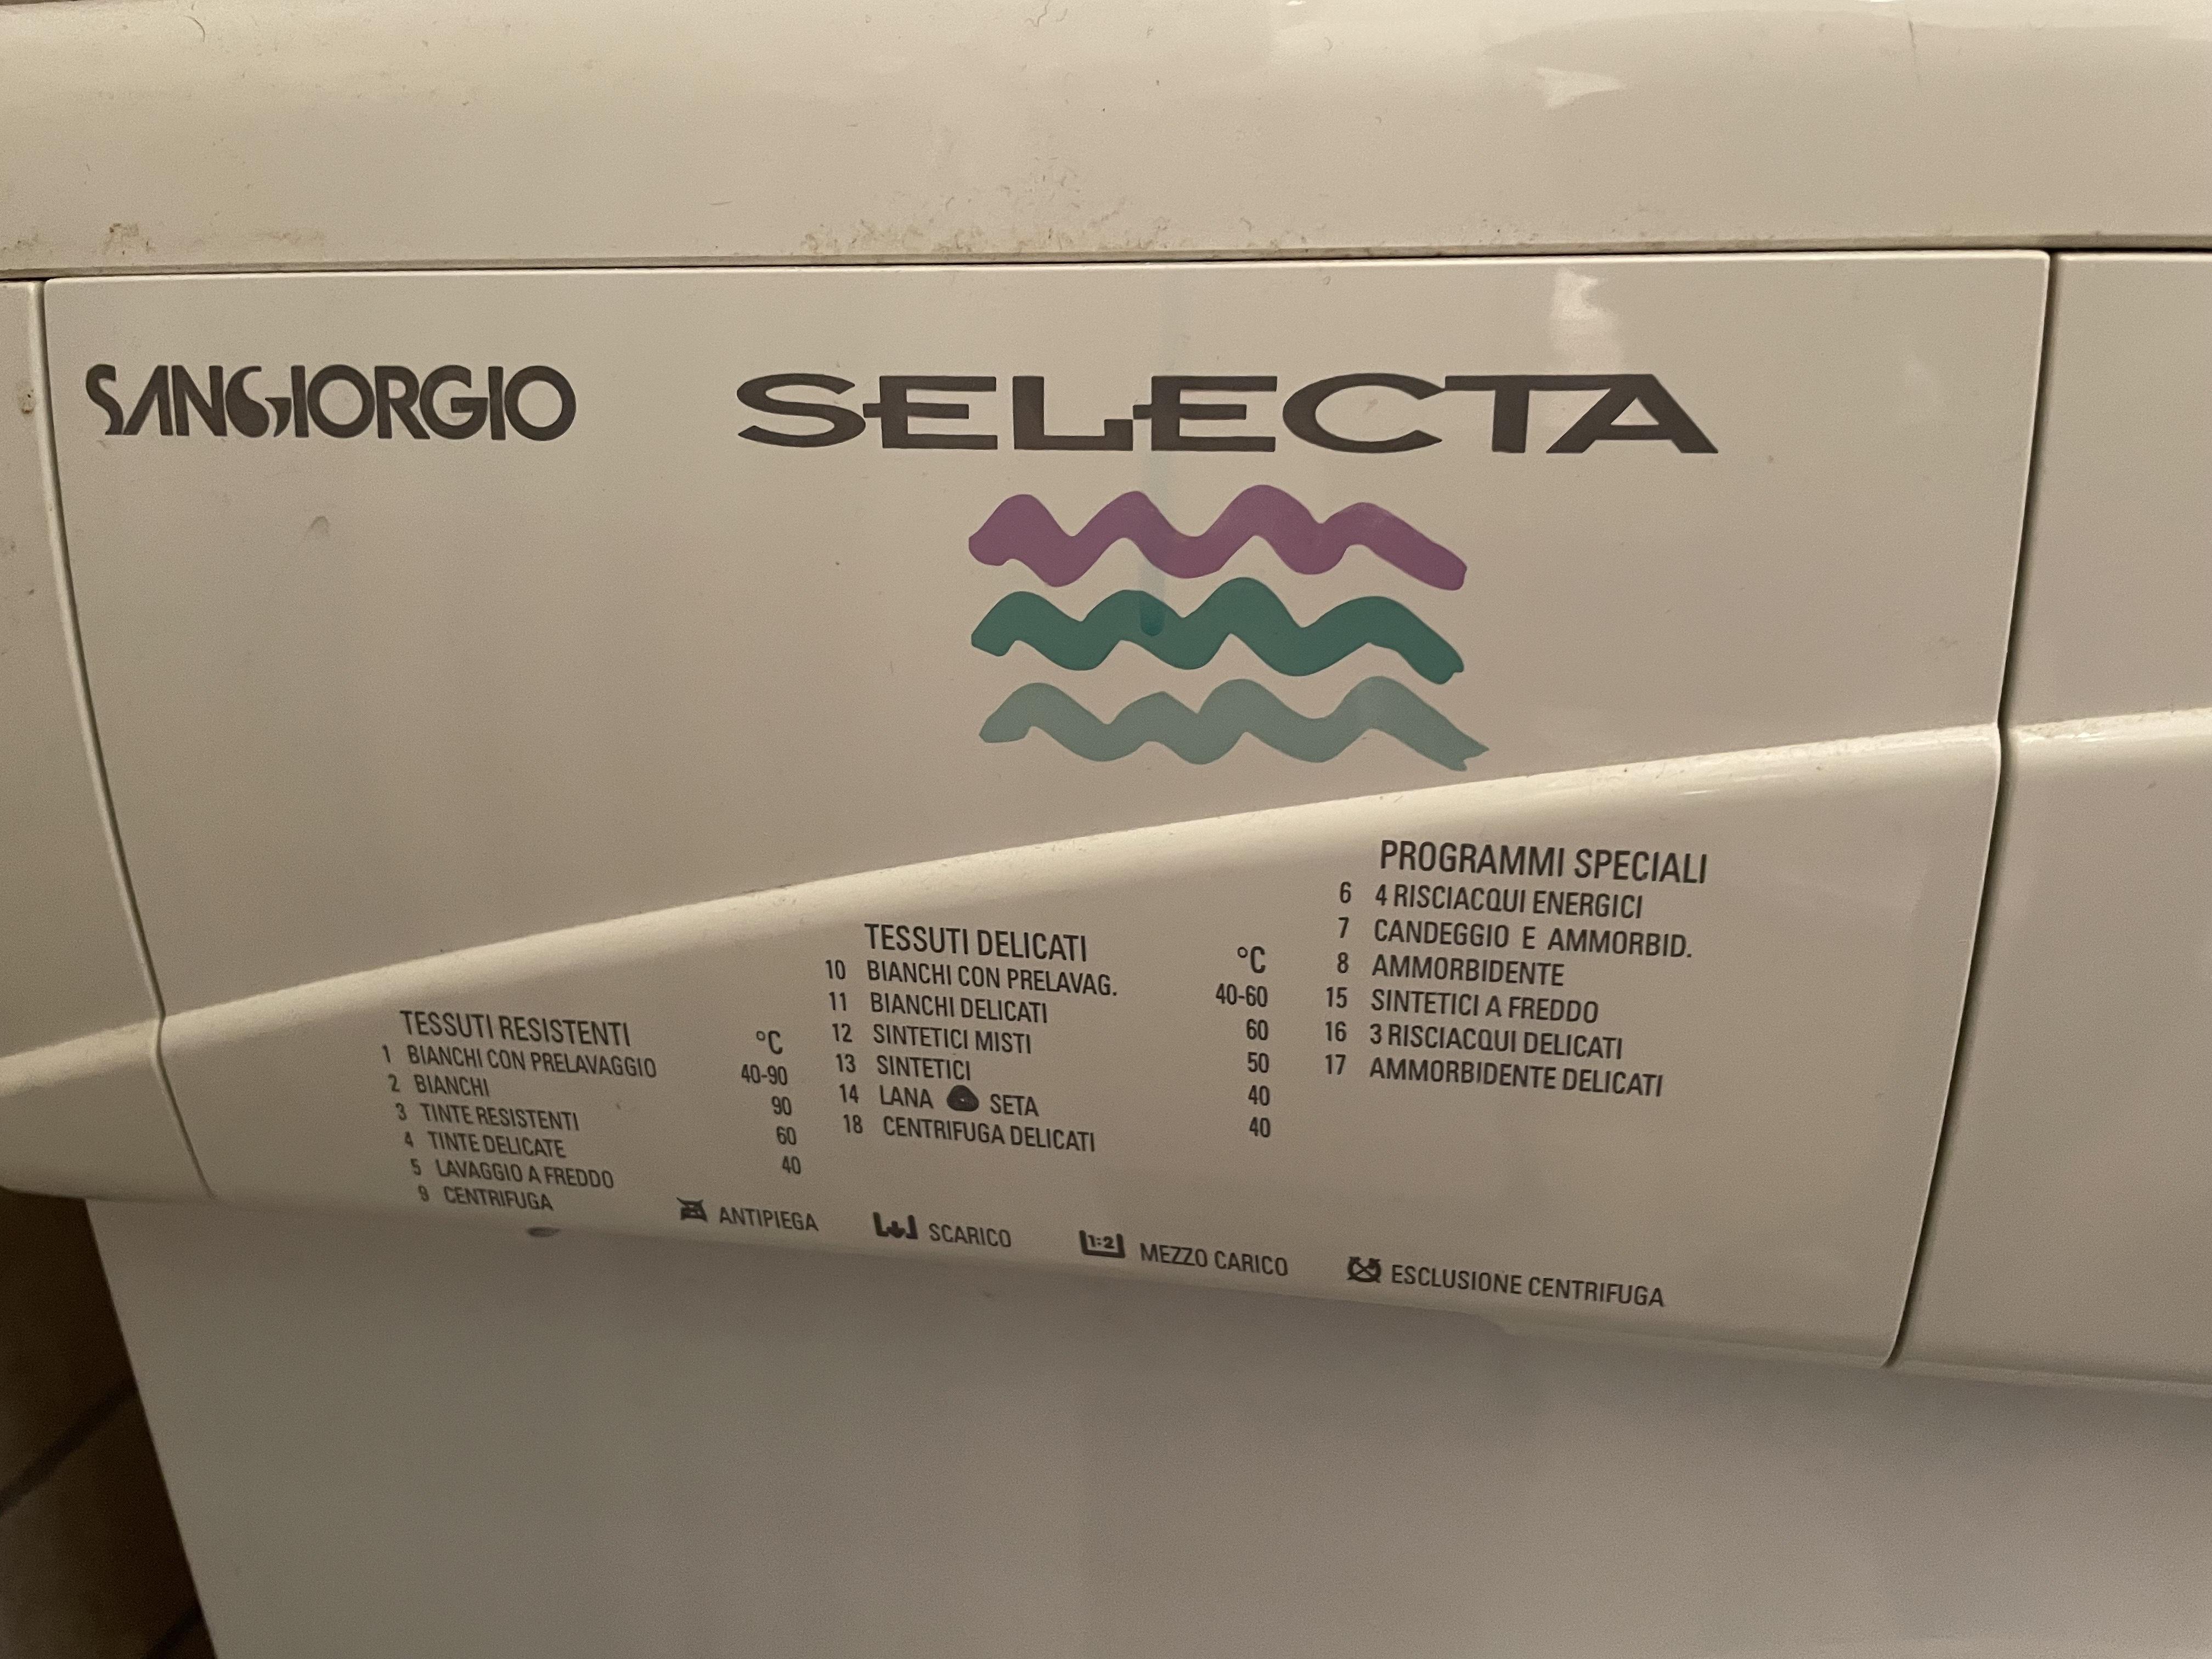 SANGIORGIO
SELECTA
TESSUTI RESISTENTI °C
1 BIANCHI CON PRELAVAGGIO 40-90
2 BIANCHI 90
3 TINTE RESISTENTI 60
4 TINTE DELICATE 40
5 LAVAGGIO A FREDDO
9 CENTRIFUGA
TESSUTI DELICATI °C
10 BIANCHI CON PRELAVAG. 40-60
11 BIANCHI DELICATI 60
12 SINTETICI MISTI 50
13 SINTETICI 40
14 LANA SETA 40
18 CENTRIFUGA DELICATI
PROGRAMMI SPECIALI
6 4 RISCIACQUI ENERGICI
7 CANDEGGIO E AMMORBID.
8 AMMORBIDENTE
15 SINTETICI A FREDDO
16 3 RISCIACQUI DELICATI
17 AMMORBIDENTE DELICATI
ANTIPIEGA SCARICO 1:2 MEZZO CARICO ESCLUSIONE CENTRIFUGA